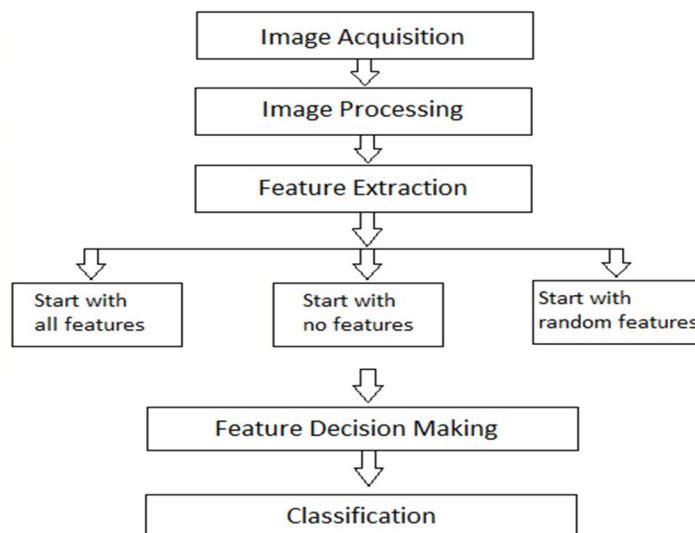 Image Acquisition
Image Processing
Feature Extraction
Start with
all features
Start with
no features
Start with
random features
Feature Decision Making
Classification